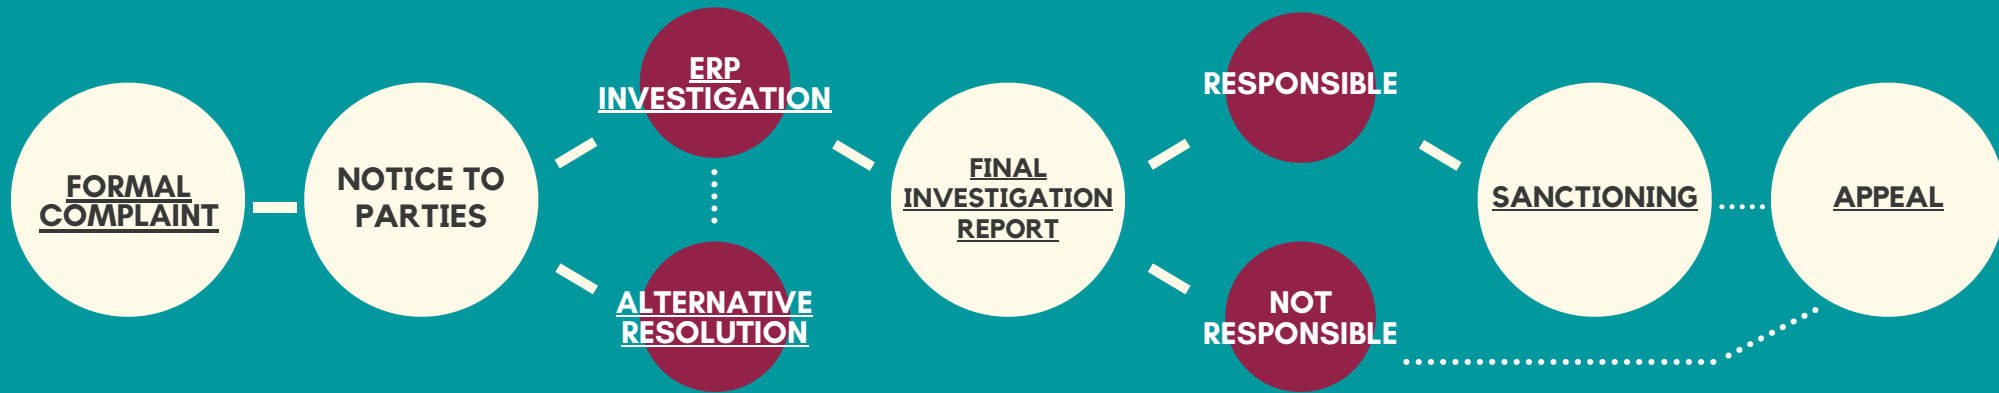 FORMAL
COMPLAINT
NOTICE TO
PARTIES
ERP
INVESTIGATION
ALTERNATIVE
RESOLUTION
FINAL
INVESTIGATION
REPORT
RESPONSIBLE
NOT
RESPONSIBLE
SANCTIONING
APPEAL